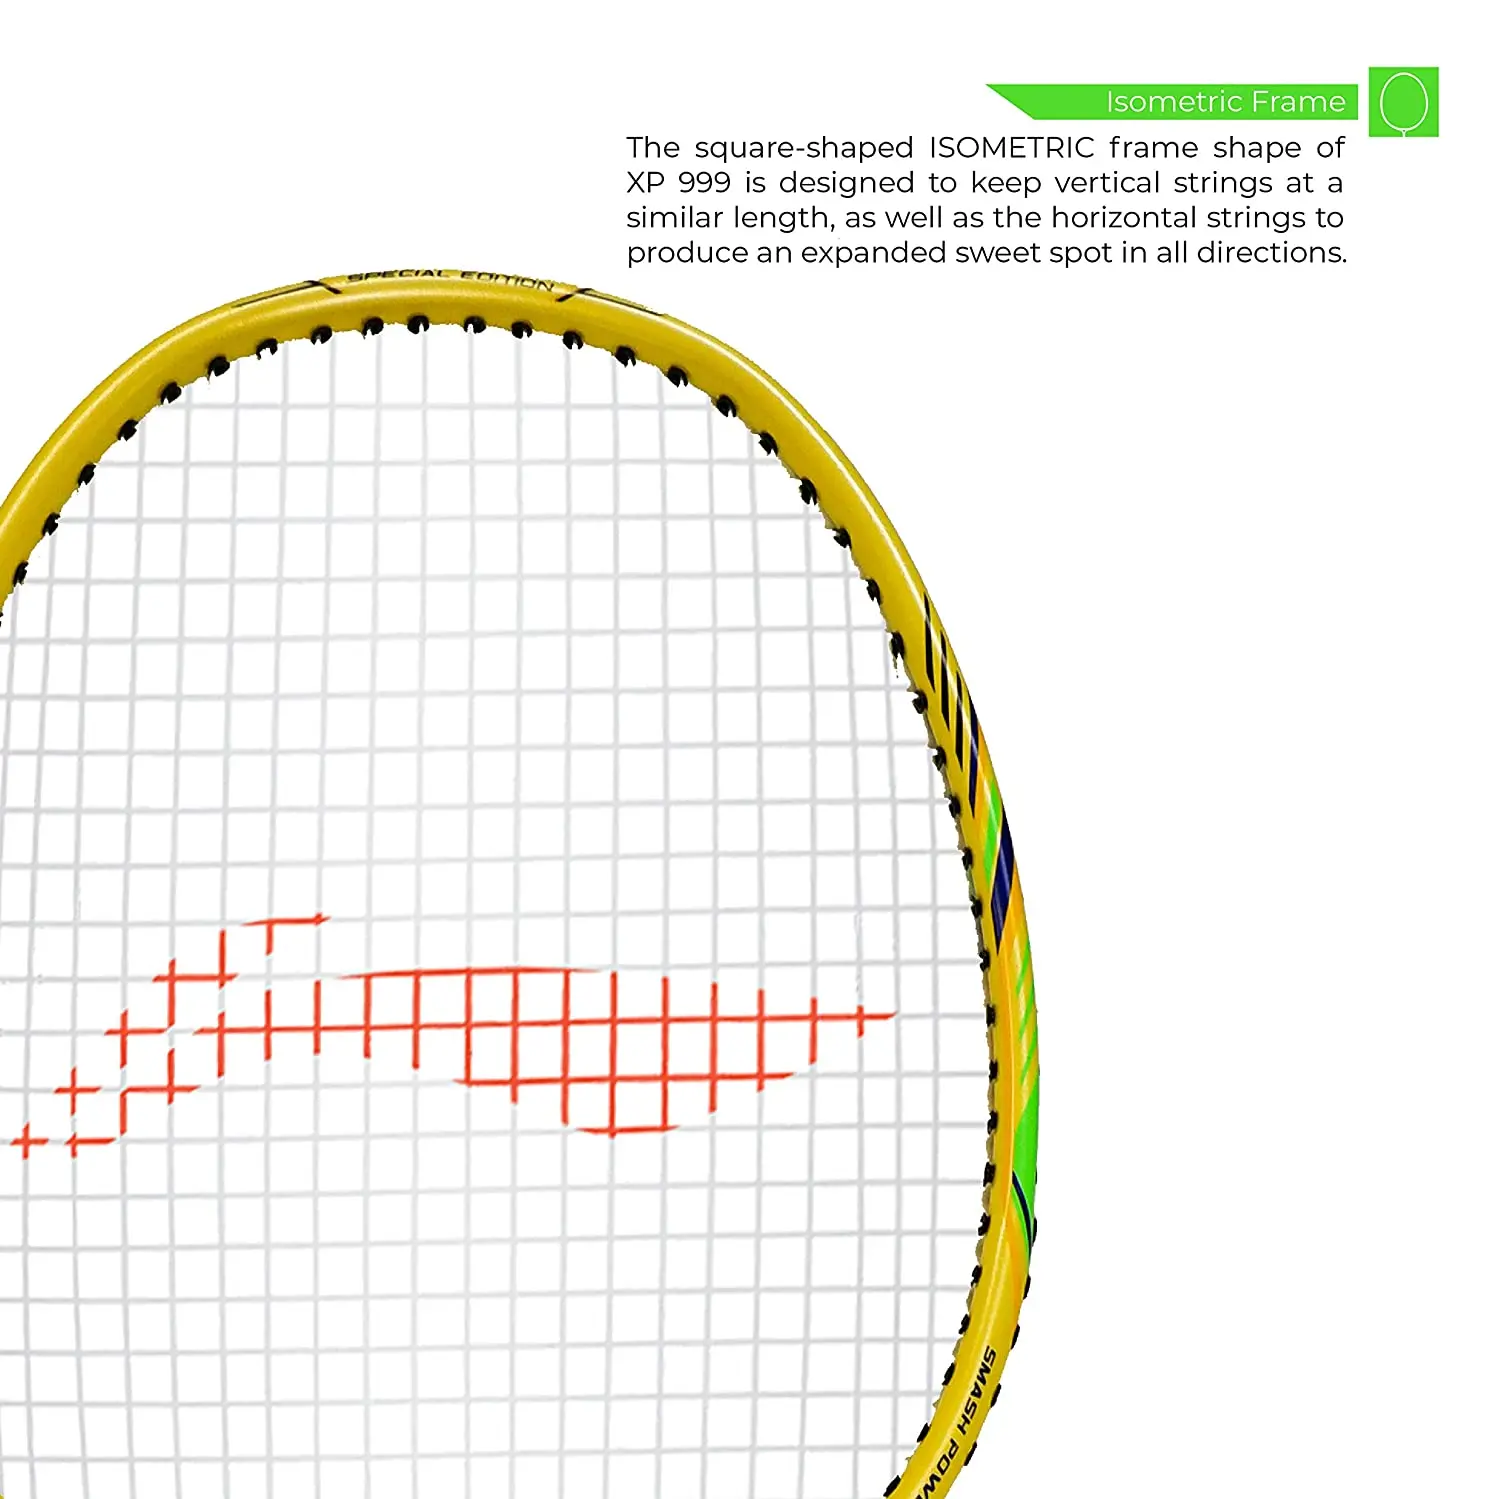 Isometric Frame
The square-shaped ISOMETRIC frame shape of
XP 999 is designed to keep vertical strings at a
similar length, as well as the horizontal strings to
produce an expanded sweet spot in all directions.
SPECIAL EDITION
SMASH POW